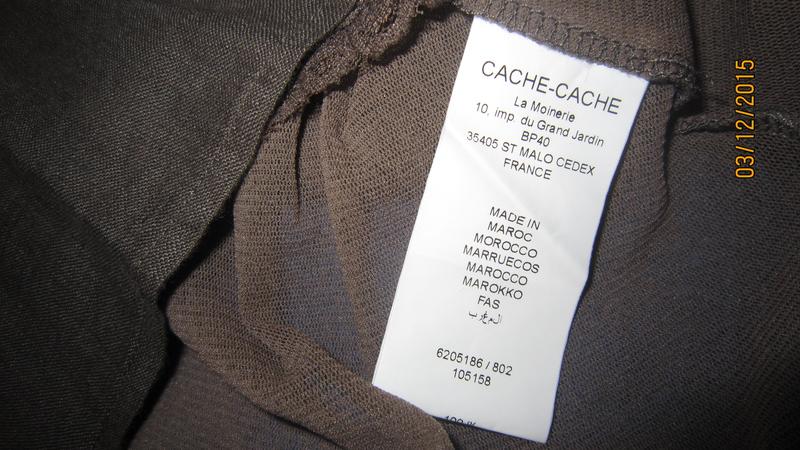 CACHE-CACHE
La Moinerie
10, imp. du Grand Jardin
BP40
35405 ST MALO CEDEX
FRANCE
MADE IN
MAROC
MOROCCO
MARRUECOS
MAROCCO
MAROKKO
FAS
المغرب
6205186 / 802
105158
03/12/2015